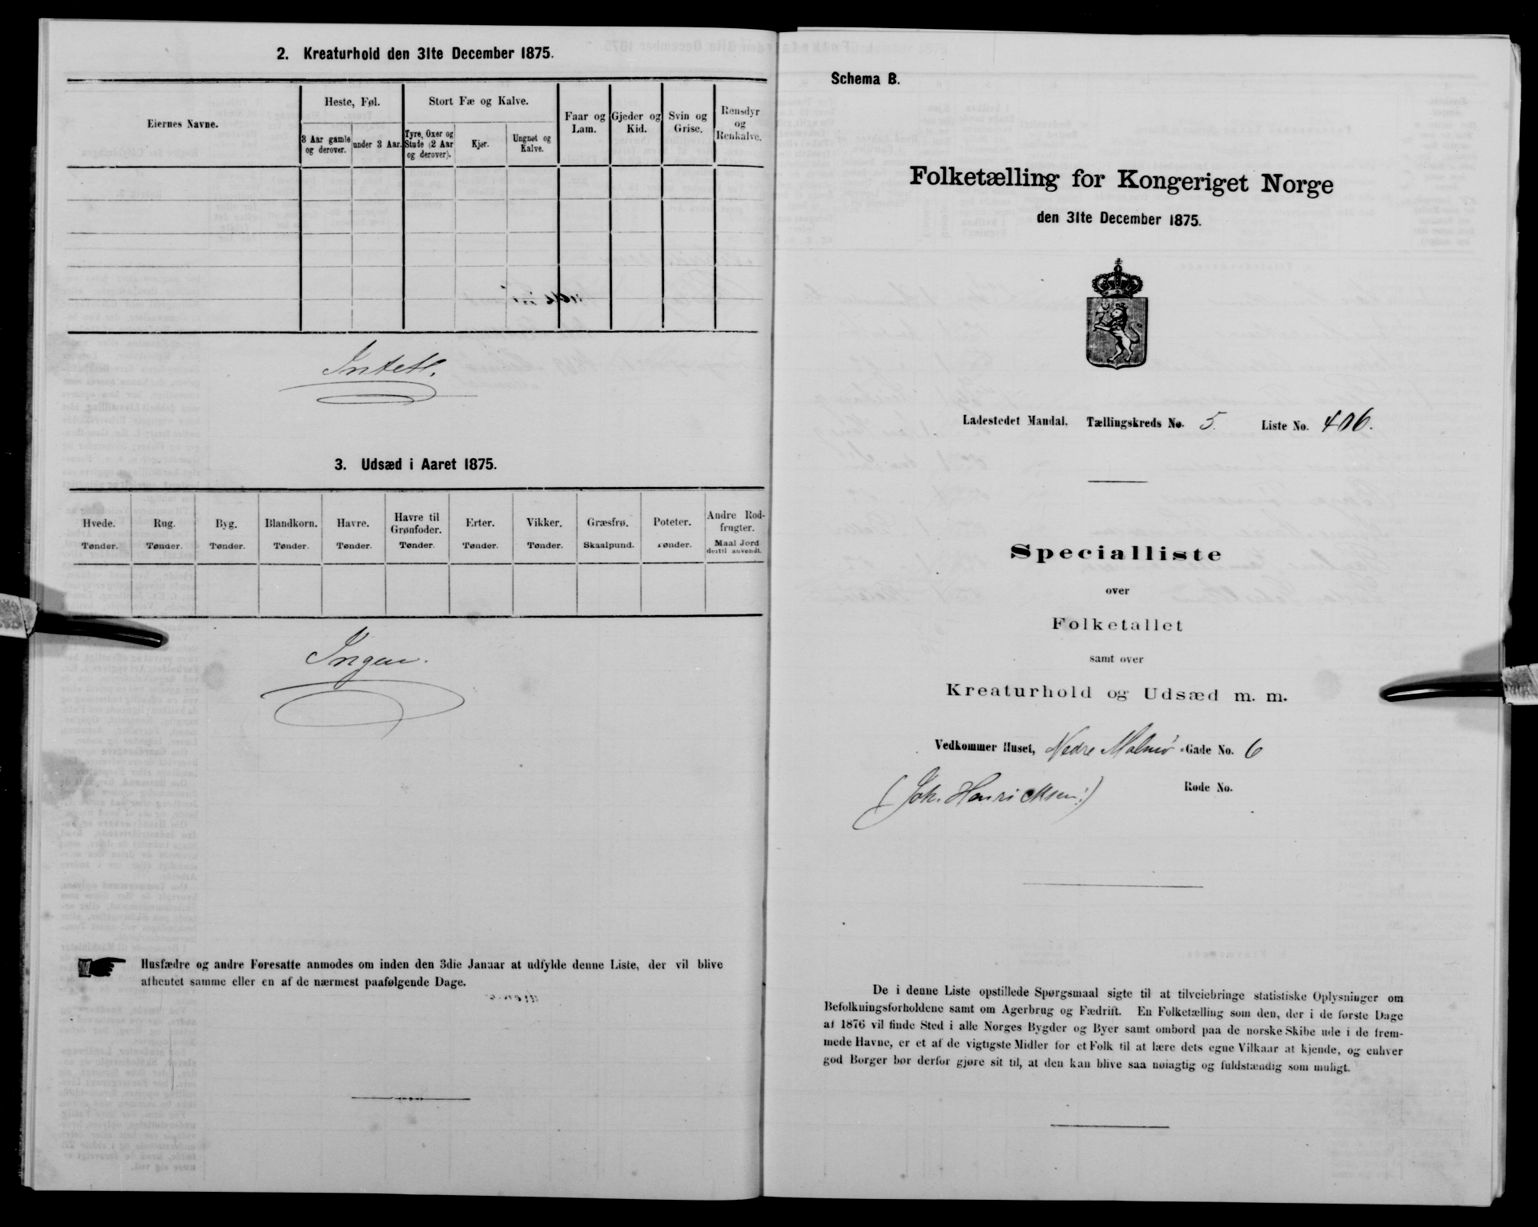 2. Kreaturhold den 31te December 1875.
Eiernes Navne.
Heste, Føl.
3 Aar gamle og derover.
under 3 Aar.
Stort Fæ og Kalve.
Tyre, Oxer og Stude (2 Aar og derover).
Kjør.
Ungnøt og Kalve.
Faar og Lam.
Gjeder og Kid.
Svin og Grise.
Rensdyr og Renkalve.
Intet.
3. Udsæd i Aaret 1875.
Hvede. Rug. Byg. Blandkorn. Havre. Havre til Grønfoder. Erter. Vikker. Græsfrø. Poteter. Andre Rod-frugter.
Tønder. Tønder. Tønder. Tønder. Tønder. Tønder. Tønder. Tønder. Skaalpund. Tønder. Maal Jord dertil anvendt.
Ingen.
Husfædre og andre Foresatte anmodes om inden den 3die Januar at udfylde denne Liste, der vil blive
afhentet samme eller en af de nærmest paafølgende Dage.
Schema B.
Folketælling for Kongeriget Norge
den 31te December 1875.
Ladestedet Mandal. Tællingskreds No. 5. Liste No. 406.
Specialliste
over
Folketallet
samt over
Kreaturhold og Udsæd m. m.
Vedkommer Huset, Nedre Malmø-Gade No. 6
(Joh. Henricksen:) Rode No.
De i denne Liste opstillede Spørgsmaal sigte til at tilveiebringe statistiske Oplysninger om
Befolkningsforholdene samt om Agerbrug og Fædrift. En Folketælling som den, der i de første Dage
af 1876 vil finde Sted i alle Norges Bygder og Byer samt ombord paa de norske Skibe ude i de frem-
mede Havne, er et af de vigtigste Midler for et Folk til at lære dets egne Vilkaar at kjende, og enhver
god Borger bør derfor gjøre sit til, at den kan blive saa nøiagtig og fuldstændig som muligt.